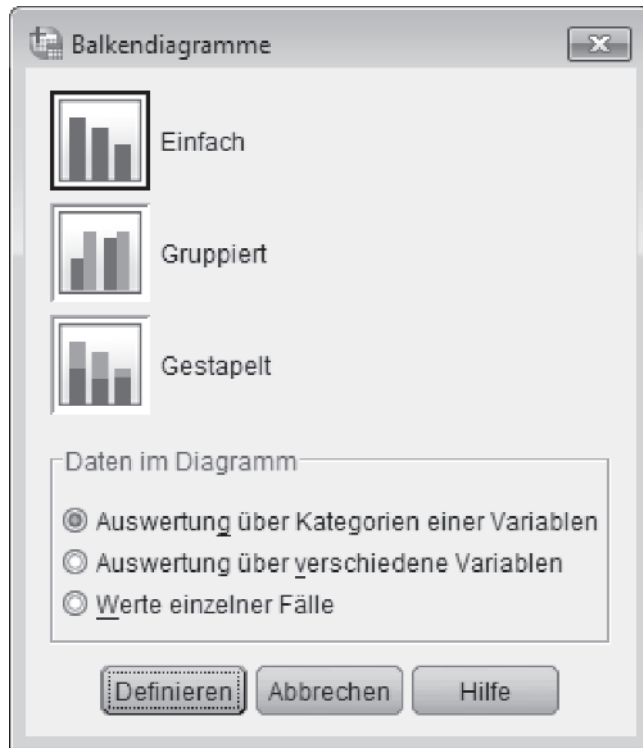 Balkendiagramme
Einfach
Gruppiert
Gestapelt
Daten im Diagramm
Auswertung über Kategorien einer Variablen
Auswertung über verschiedene Variablen
Werte einzelner Fälle
Definieren Abbrechen Hilfe